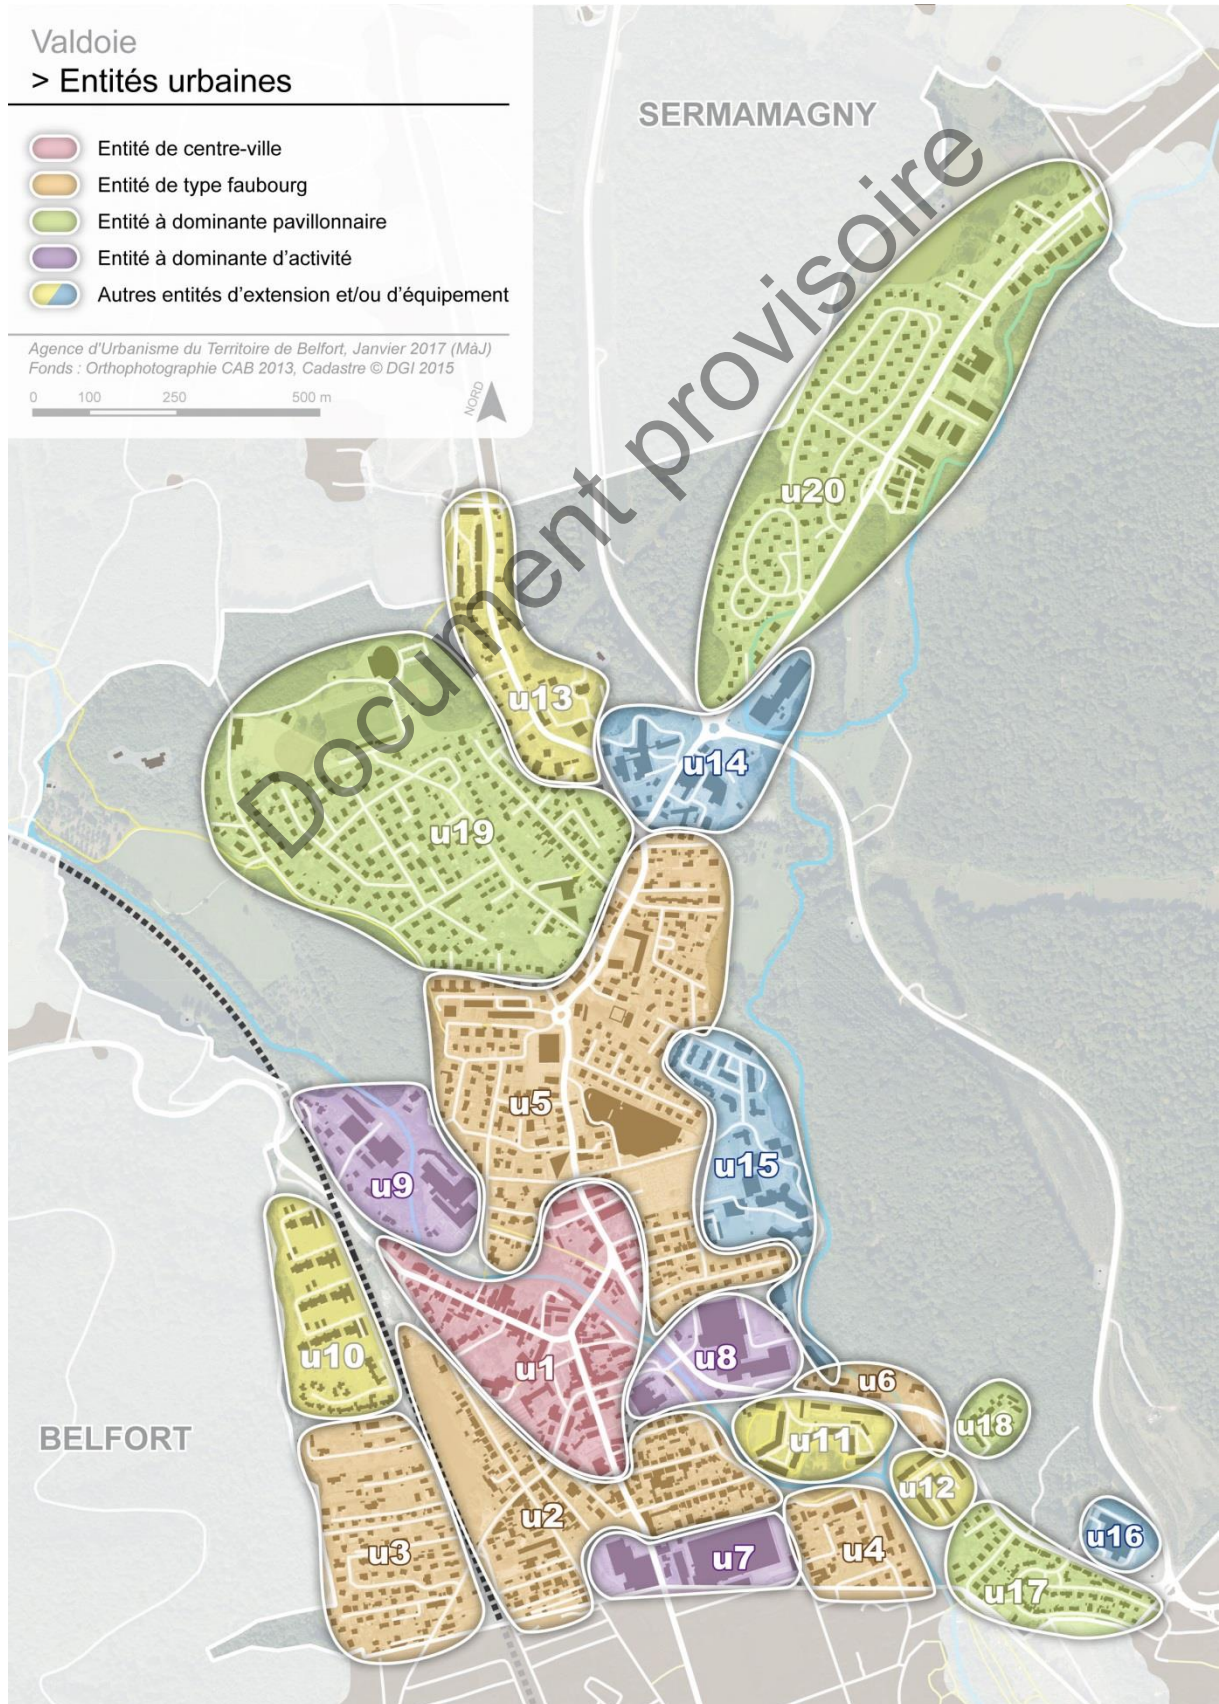 Valdoie
> Entités urbaines
Entité de centre-ville
Entité de type faubourg
Entité à dominante pavillonnaire
Entité à dominante d'activité
Autres entités d'extension et/ou d'équipement
Agence d'Urbanisme du Territoire de Belfort, Janvier 2017 (MàJ)
Fonds : Orthophotographie CAB 2013, Cadastre © DGI 2015
0 100 250 500 m
NORD
SERMAMAGNY
Document provisoire
u20
u13
u14
u19
u5
u15
u9
u10
u1
u8
u6
BELFORT
u18
u11
u12
u2
u3
u7
u4
u16
u17